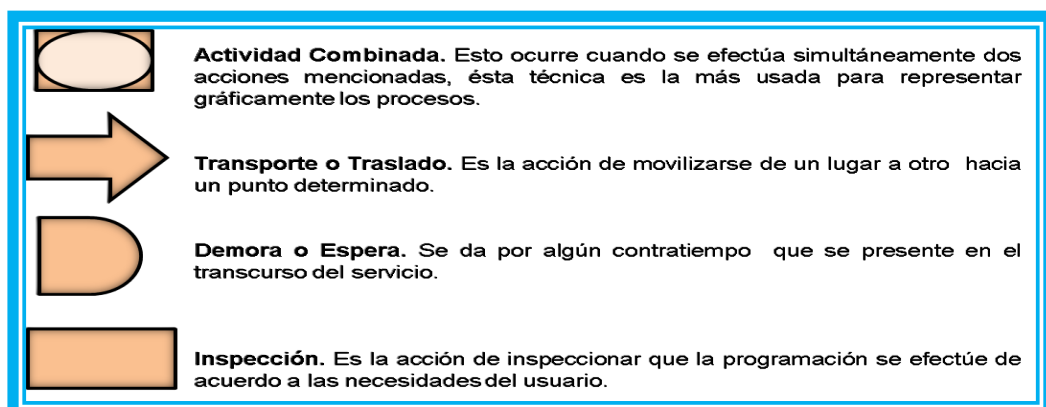 Actividad Combinada. Esto ocurre cuando se efectúa simultáneamente dos
acciones mencionadas, ésta técnica es la más usada para representar
gráficamente los procesos.
Transporte o Traslado. Es la acción de movilizarse de un lugar a otro hacia
un punto determinado.
Demora o Espera. Se da por algún contratiempo que se presente en el
transcurso del servicio.
Inspección. Es la acción de inspeccionar que la programación se efectúe de
acuerdo a las necesidades del usuario.